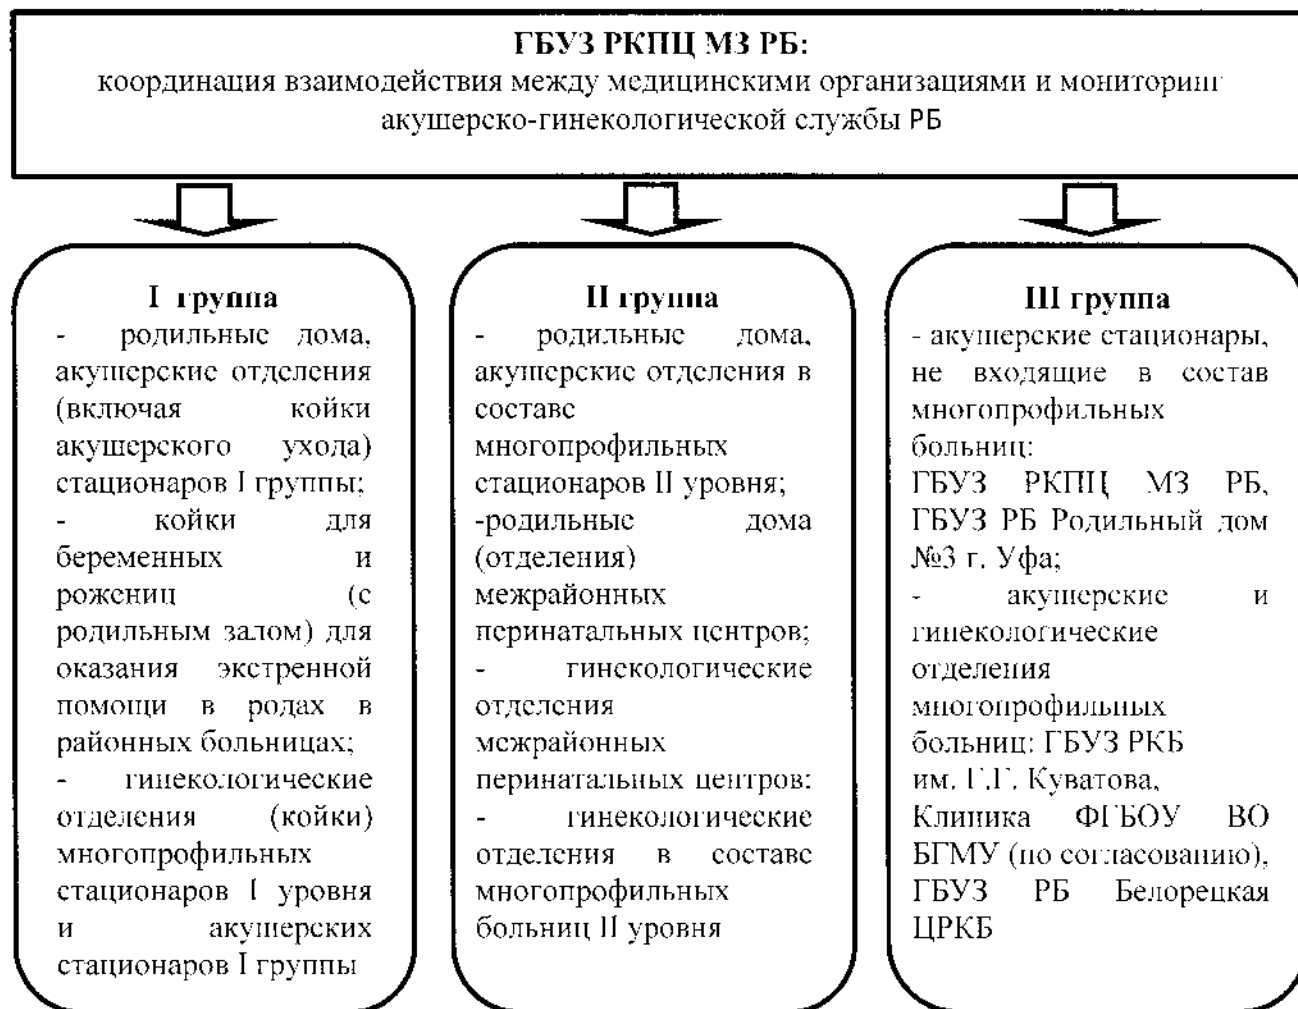 ГБУЗ РКПЦ МЗ РБ:
координация взаимодействия между медицинскими организациями и мониторинг
акушерско-гинекологической службы РБ
I группа
- родильные дома,
акушерские отделения
(включая койки
акушерского ухода)
стационаров I группы;
- койки для
беременных и
рожениц (с
родильным залом) для
оказания экстренной
помощи в родах в
районных больницах;
- гинекологические
отделения (койки)
многопрофильных
стационаров I уровня
и акушерских
стационаров I группы
II группа
- родильные дома,
акушерские отделения в
составе
многопрофильных
стационаров II уровня;
-родильные дома
(отделения)
межрайонных
перинатальных центров;
- гинекологические
отделения
межрайонных
перинатальных центров:
- гинекологические
отделения в составе
многопрофильных
больниц II уровня
III группа
- акушерские стационары,
не входящие в состав
многопрофильных
больниц:
ГБУЗ РКПЦ МЗ РБ,
ГБУЗ РБ Родильный дом
№3 г. Уфа;
- акушерские и
гинекологические
отделения
многопрофильных
больниц: ГБУЗ РКБ
им. Г.Г. Куватова,
Клиника ФГБОУ ВО
БГМУ (по согласованию),
ГБУЗ РБ Белорецкая
ЦРКБ